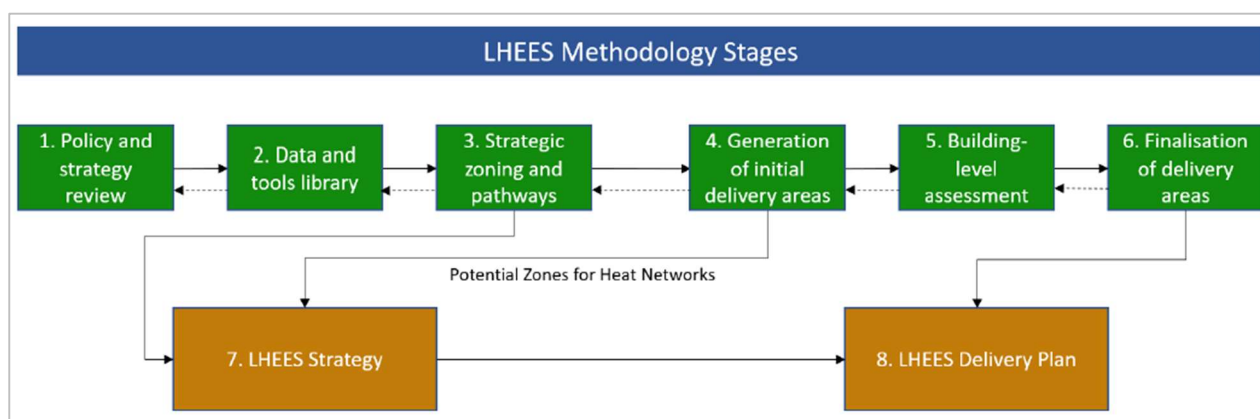 LHEES Methodology Stages
1. Policy and
strategy
review
2. Data and
tools library
3. Strategic
zoning and
pathways
4. Generation
of initial
delivery areas
5. Building-
level
assessment
6. Finalisation
of delivery
areas
Potential Zones for Heat Networks
7. LHEES Strategy
8. LHEES Delivery Plan